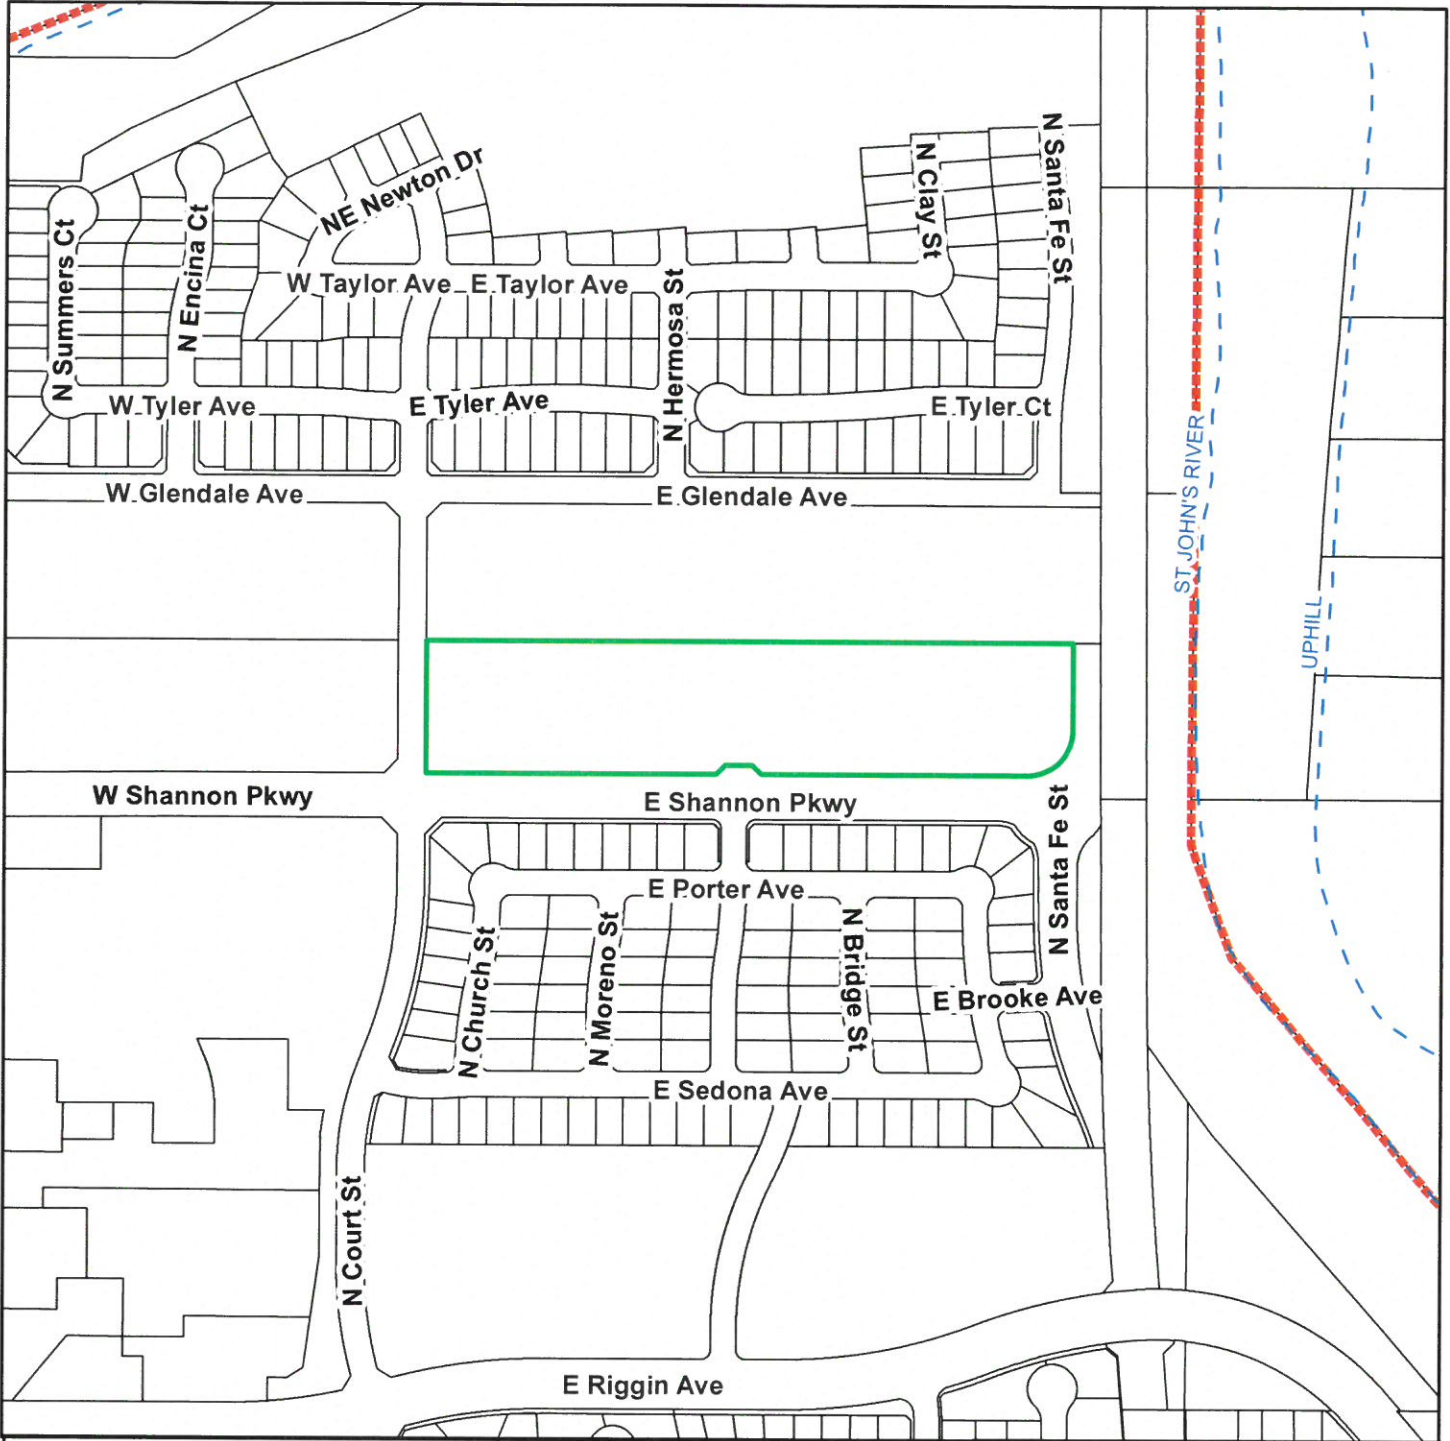 NE Newton Dr
N Clay St
N Santa Fe St
N Summers Ct
N Encina Ct
W Taylor Ave
E Taylor Ave
N Hermosa St
W Tyler Ave
E Tyler Ave
E Tyler Ct
W Glendale Ave
E Glendale Ave
ST JOHN'S RIVER
UPHILL
W Shannon Pkwy
E Shannon Pkwy
N Santa Fe St
E Porter Ave
N Church St
N Moreno St
N Bridge St
E Brooke Ave
E Sedona Ave
N Court St
E Riggin Ave